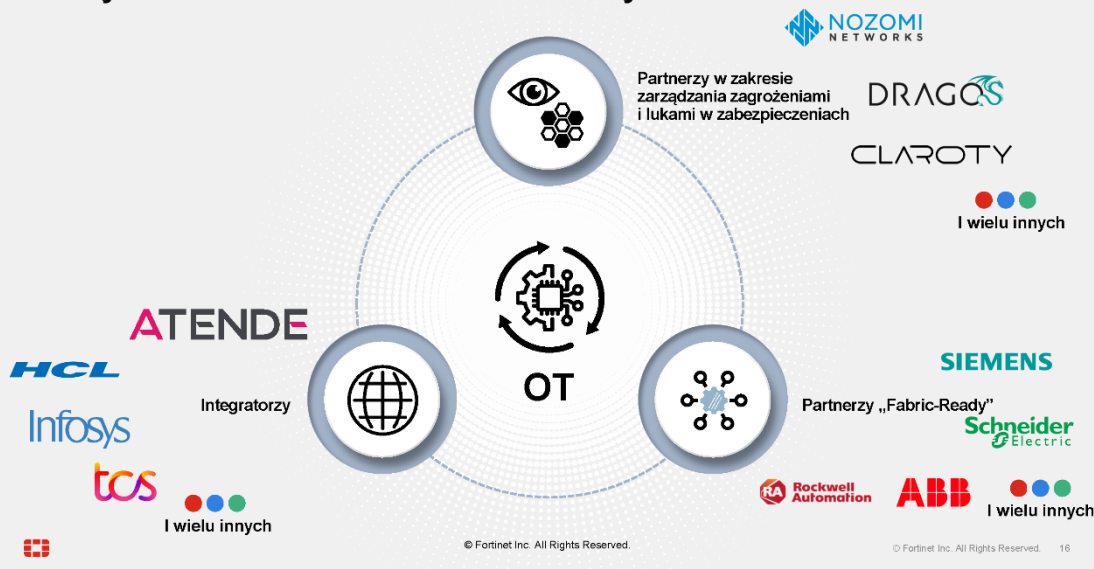 NOZOMI
NETWORKS
Partnerzy w zakresie
zarządzania zagrożeniami
i lukami w zabezpieczeniach
DRAGOS
CLAROTY
I wielu innych
ATENDE
HCL
Infosys
tcs
Integratorzy
I wielu innych
OT
SIEMENS
Partnerzy „Fabric-Ready”
Schneider
Electric
RA
Rockwell
Automation
ABB
I wielu innych
© Fortinet Inc. All Rights Reserved.
© Fortinet Inc. All Rights Reserved. 16